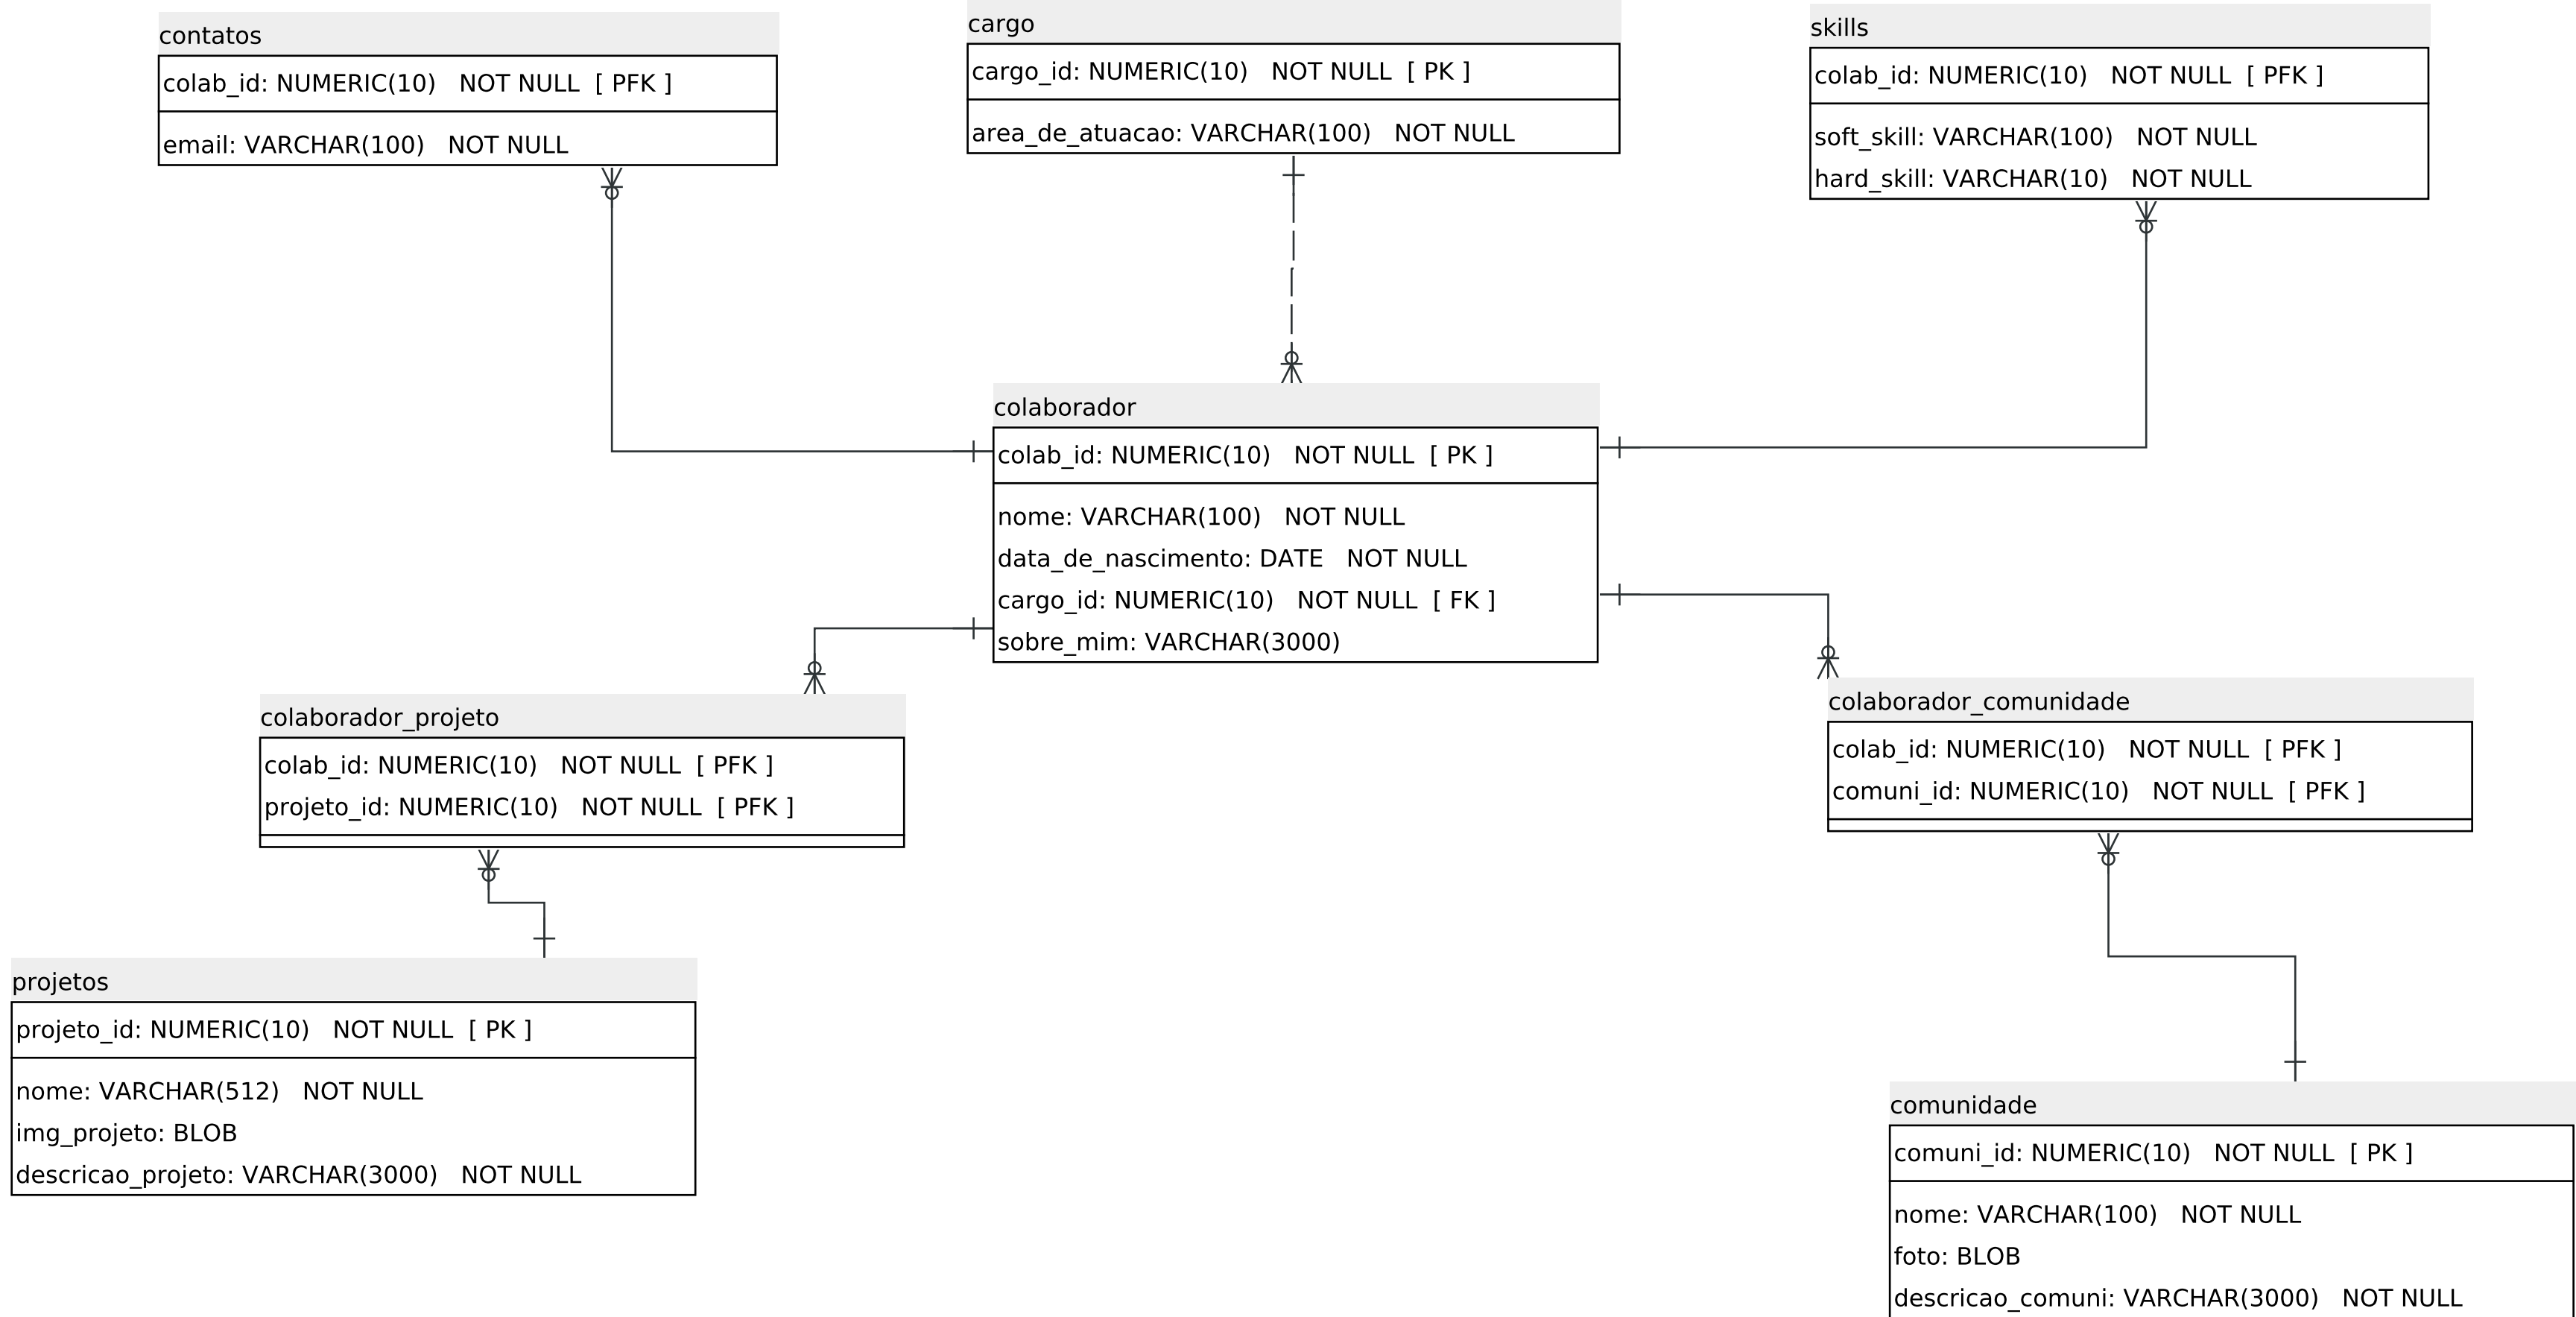 contatos
colab_id: NUMERIC(10) NOT NULL [ PFK ]
email: VARCHAR(100) NOT NULL
cargo
cargo_id: NUMERIC(10) NOT NULL [ PK ]
area_de_atuacao: VARCHAR(100) NOT NULL
skills
colab_id: NUMERIC(10) NOT NULL [ PFK ]
soft_skill: VARCHAR(100) NOT NULL
hard_skill: VARCHAR(10) NOT NULL
colaborador
colab_id: NUMERIC(10) NOT NULL [ PK ]
nome: VARCHAR(100) NOT NULL
data_de_nascimento: DATE NOT NULL
cargo_id: NUMERIC(10) NOT NULL [ FK ]
sobre_mim: VARCHAR(3000)
colaborador_projeto
colab_id: NUMERIC(10) NOT NULL [ PFK ]
projeto_id: NUMERIC(10) NOT NULL [ PFK ]
colaborador_comunidade
colab_id: NUMERIC(10) NOT NULL [ PFK ]
comuni_id: NUMERIC(10) NOT NULL [ PFK ]
projetos
projeto_id: NUMERIC(10) NOT NULL [ PK ]
nome: VARCHAR(512) NOT NULL
img_projeto: BLOB
descricao_projeto: VARCHAR(3000) NOT NULL
comunidade
comuni_id: NUMERIC(10) NOT NULL [ PK ]
nome: VARCHAR(100) NOT NULL
foto: BLOB
descricao_comuni: VARCHAR(3000) NOT NULL